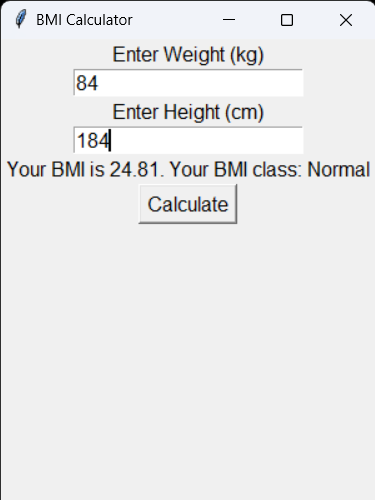 BMI Calculator
Enter Weight (kg)
84
Enter Height (cm)
184
Your BMI is 24.81. Your BMI class: Normal
Calculate